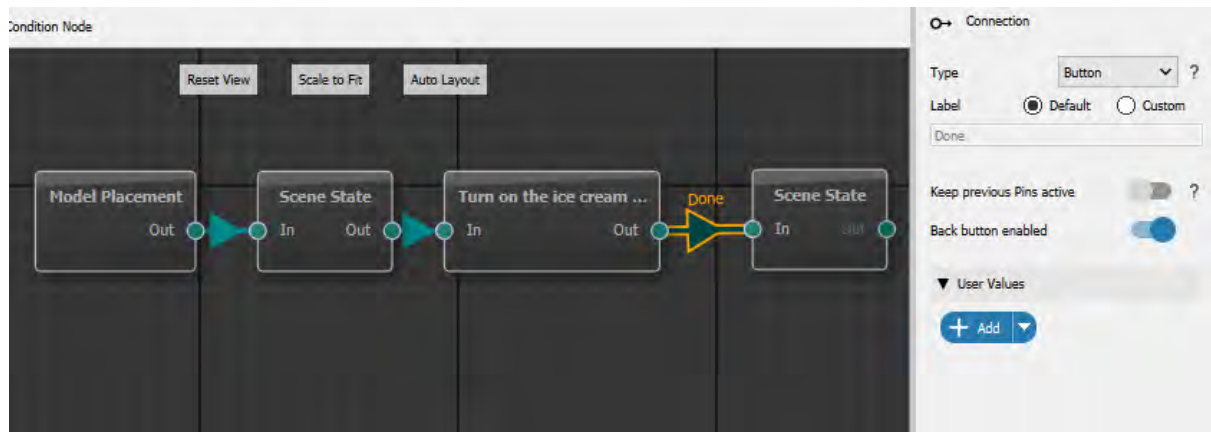 Condition Node
Reset View
Scale to Fit
Auto Layout
Model Placement
Out
Scene State
In Out
Turn on the ice cream ...
In Out
Done
Scene State
In Out
Connection
Type Button ?
Label Default Custom
Done
Keep previous Pins active ?
Back button enabled
User Values
Add